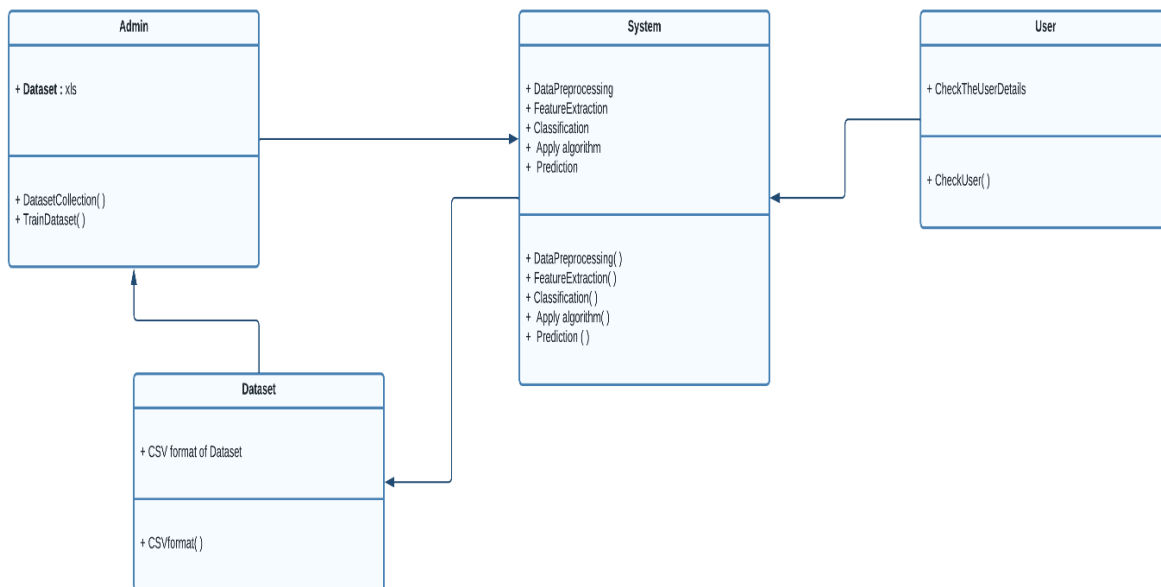 Admin
+ Dataset : xls
+ DatasetCollection( )
+ TrainDataset( )
System
+ DataPreprocessing
+ FeatureExtraction
+ Classification
+ Apply algorithm
+ Prediction
+ DataPreprocessing( )
+ FeatureExtraction( )
+ Classification( )
+ Apply algorithm( )
+ Prediction ( )
User
+ CheckTheUserDetails
+ CheckUser( )
Dataset
+ CSV format of Dataset
+ CSVformat( )